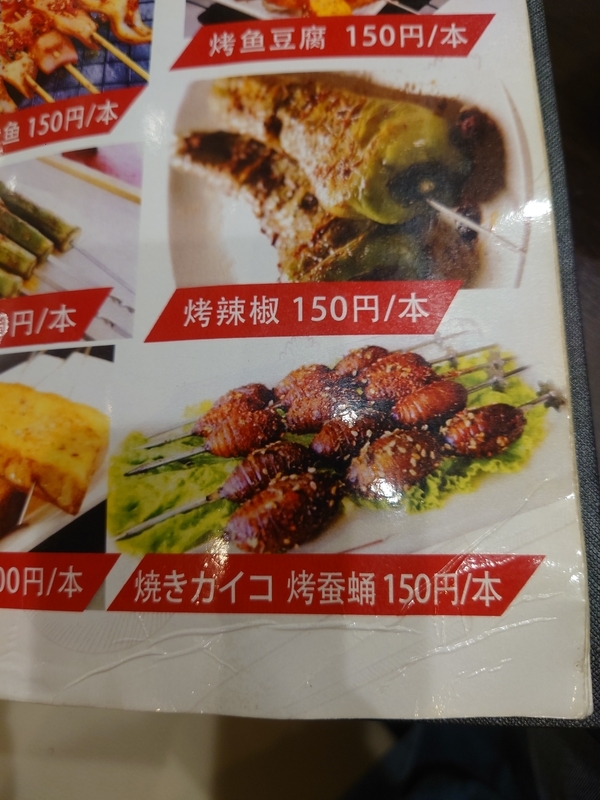 烤鱼豆腐 150円/本
鱼 150円/本
烤辣椒 150円/本
円/本
00円/本
焼きガイコ 烤蚕蛹 150円/本